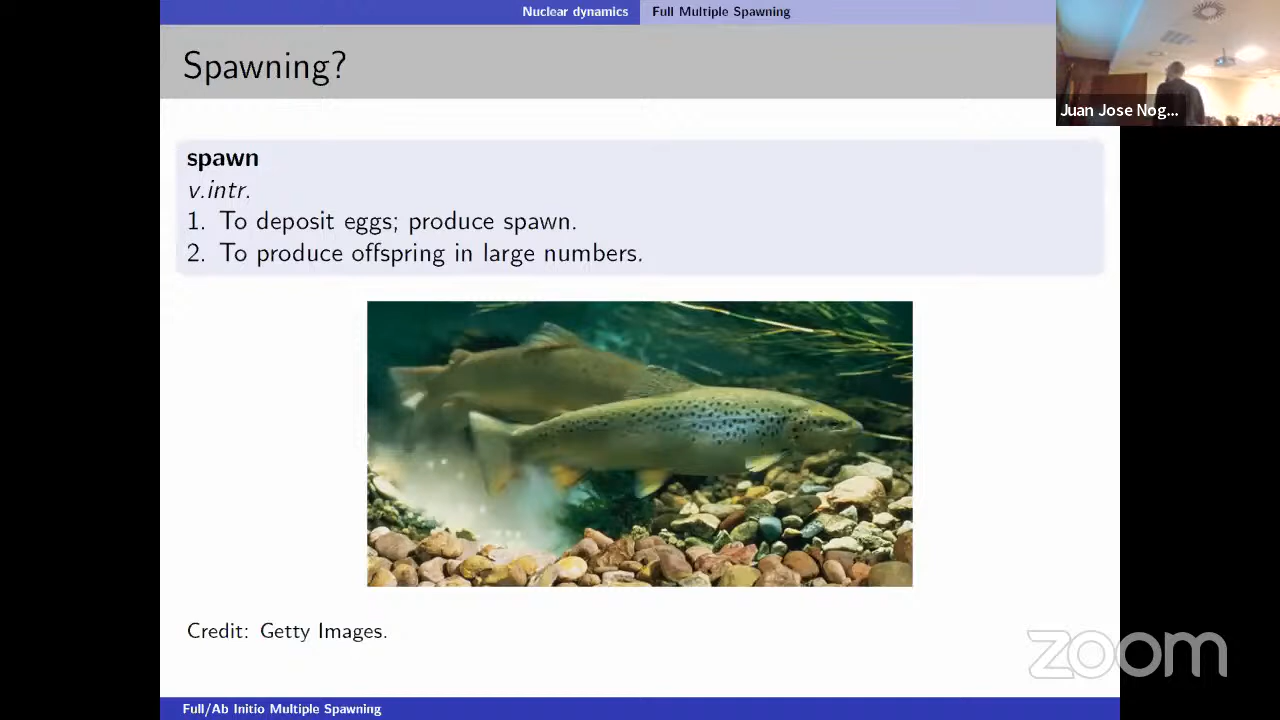 Nuclear dynamics Full Multiple Spawning
Spawning?
Juan Jose Nog...
spawn
v.intr.
1. To deposit eggs; produce spawn.
2. To produce offspring in large numbers.
Credit: Getty Images.
zoom
Full/Ab Initio Multiple Spawning